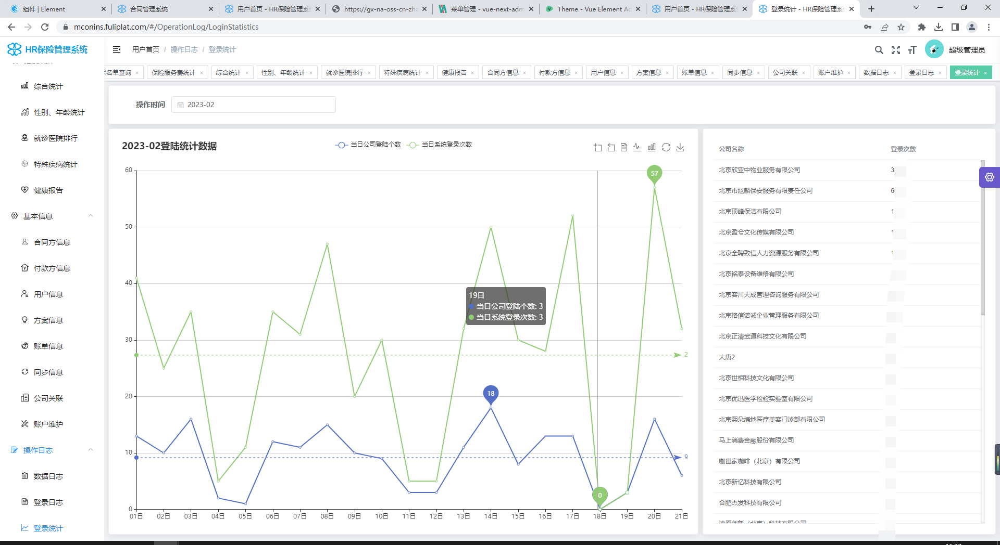 组件 | Element
合同管理系统
用户首页 - HR保险管理系
https://gx-na-oss-cn-zha
菜单管理 - vue-next-adm
Theme - Vue Element Ad
用户首页 - HR保险管理系
登录统计 - HR保险管理系
mconins.fuliplat.com/#/OperationLog/LoginStatistics
HR保险管理系统
用户首页 / 操作日志 / 登录统计
超级管理员
名单查询 × 保险服务费统计 × 综合统计 × 性别、年龄统计 × 就诊医院排行 × 特殊疾病统计 × 健康报告 × 合同方信息 × 付款方信息 × 用户信息 × 方案信息 × 账单信息 × 同步信息 × 公司关联 × 账户维护 × 数据日志 × 登录日志 × 登录统计 ×
综合统计
性别、年龄统计
就诊医院排行
特殊疾病统计
健康报告
基本信息
合同方信息
付款方信息
用户信息
方案信息
账单信息
同步信息
公司关联
账户维护
操作日志
数据日志
登录日志
登录统计
操作时间 2023-02
2023-02登陆统计数据
当日公司登陆个数 当日系统登录次数
60
50
40
30
20
10
0
57
18
0
2
9
19日
当日公司登陆个数: 3
当日系统登录次数: 3
01日 02日 03日 04日 05日 06日 07日 08日 09日 10日 11日 12日 13日 14日 15日 16日 17日 18日 19日 20日 21日
公司名称 登录次数
北京欣亚中物业服务有限公司 3
北京市炫麟保安服务有限责任公司 6
北京顶峰保洁有限公司 1
北京盈兮文化传媒有限公司
北京全聘致信人力资源服务有限公司
北京铭泰设备维修有限公司
北京容川天成管理咨询服务有限公司
北京格信诺诚企业管理服务有限公司
北京正清武道科技文化有限公司
大唐2
北京世相科技文化有限公司
北京优迅医学检验实验室有限公司
北京熙朵绿地医疗美容门诊部有限公司
马上消费金融股份有限公司
咖世家咖啡（北京）有限公司
北京新忆科技有限公司
合肥杰发科技有限公司